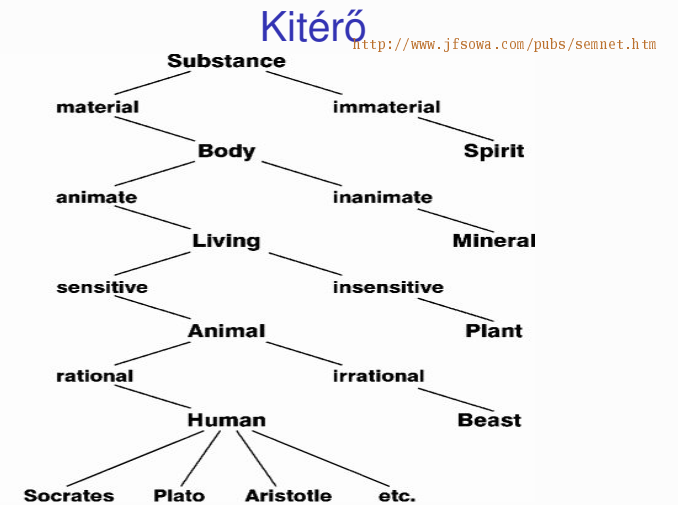 Kitérő
http://www.jfsowa.com/pubs/semnet.htm
Substance
material immaterial
Body Spirit
animate inanimate
Living Mineral
sensitive insensitive
Animal Plant
rational irrational
Human Beast
Socrates Plato Aristotle etc.